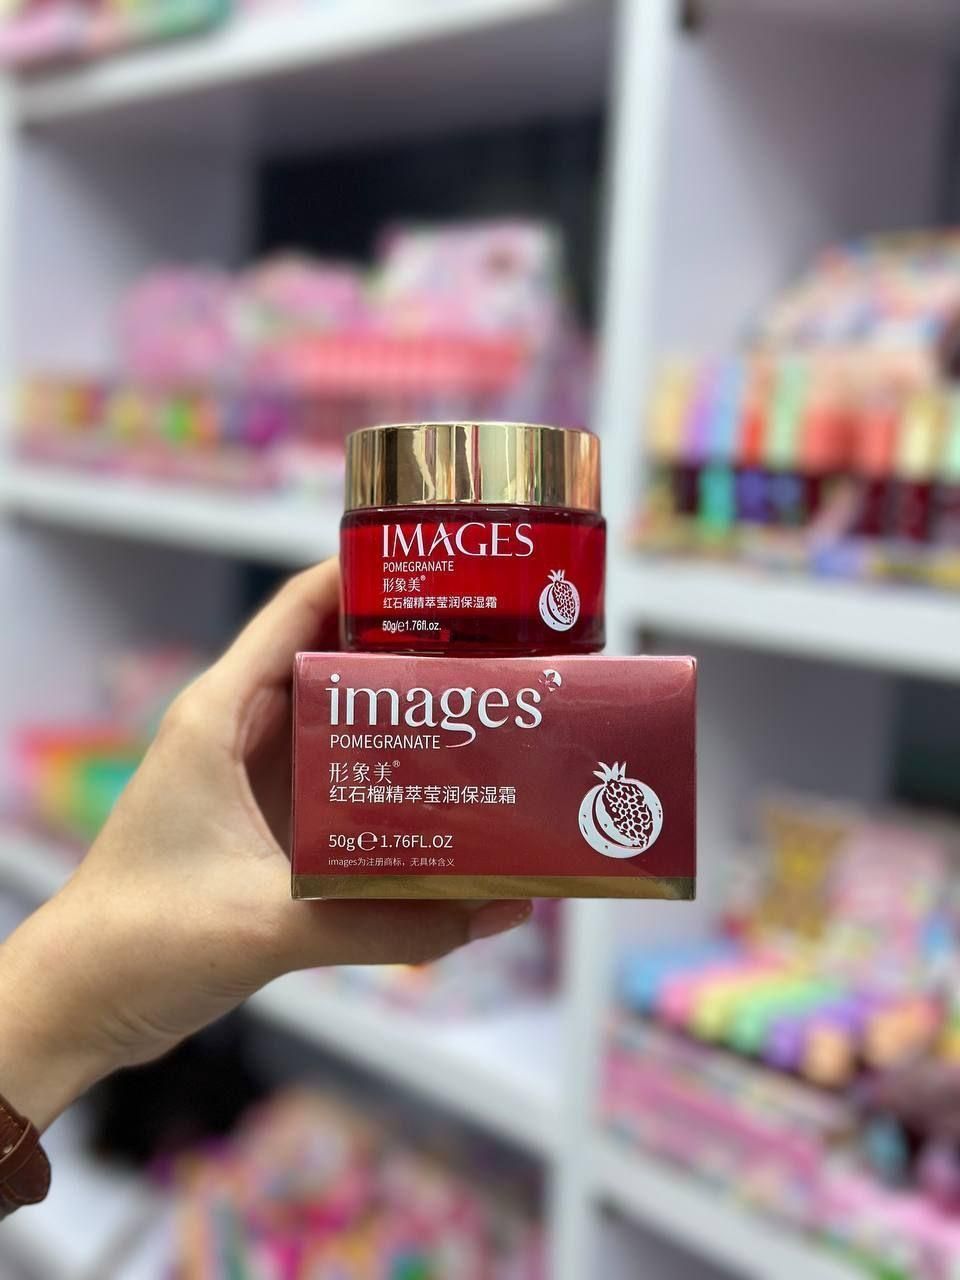 IMAGES
POMEGRANATE
形象美®
红石榴精萃莹润保湿霜
50g/℮1.76fl.oz.
images
POMEGRANATE
形象美®
红石榴精萃莹润保湿霜
50g℮1.76FL.OZ
images为注册商标，无具体含义